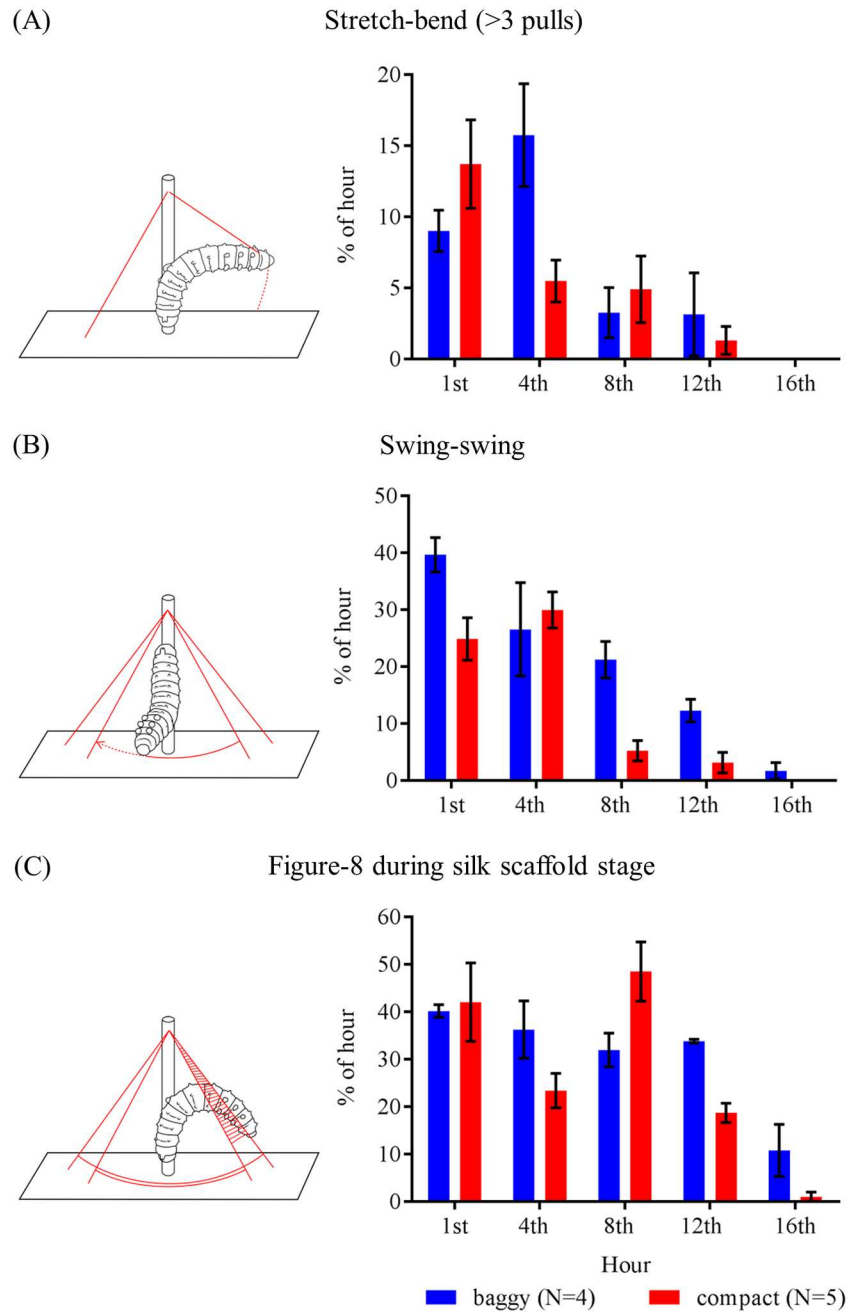 (A)
Stretch-bend (>3 pulls)
% of hour
20
15
10
5
0
1st 4th 8th 12th 16th
(B)
Swing-swing
% of hour
50
40
30
20
10
0
1st 4th 8th 12th 16th
(C)
Figure-8 during silk scaffold stage
% of hour
60
50
40
30
20
10
0
1st 4th 8th 12th 16th
Hour
baggy (N=4) compact (N=5)